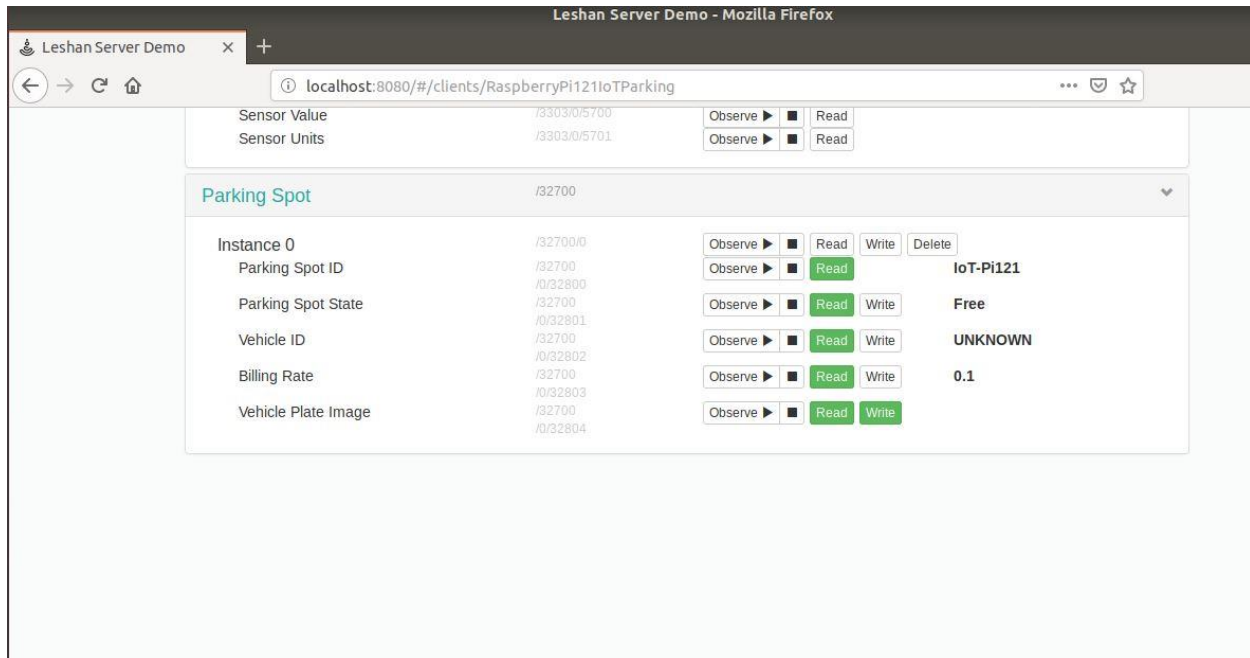 Leshan Server Demo - Mozilla Firefox
Leshan Server Demo × +
localhost:8080/#/clients/RaspberryPi121IoTParking
Sensor Value /3303/0/5700 Observe ▶ ■ Read
Sensor Units /3303/0/5701 Observe ▶ ■ Read
Parking Spot /32700
Instance 0 /32700/0 Observe ▶ ■ Read Write Delete
Parking Spot ID /32700 Observe ▶ ■ Read IoT-Pi121
/0/32800
Parking Spot State /32700 Observe ▶ ■ Read Write Free
/0/32801
Vehicle ID /32700 Observe ▶ ■ Read Write UNKNOWN
/0/32802
Billing Rate /32700 Observe ▶ ■ Read Write 0.1
/0/32803
Vehicle Plate Image /32700 Observe ▶ ■ Read Write
/0/32804